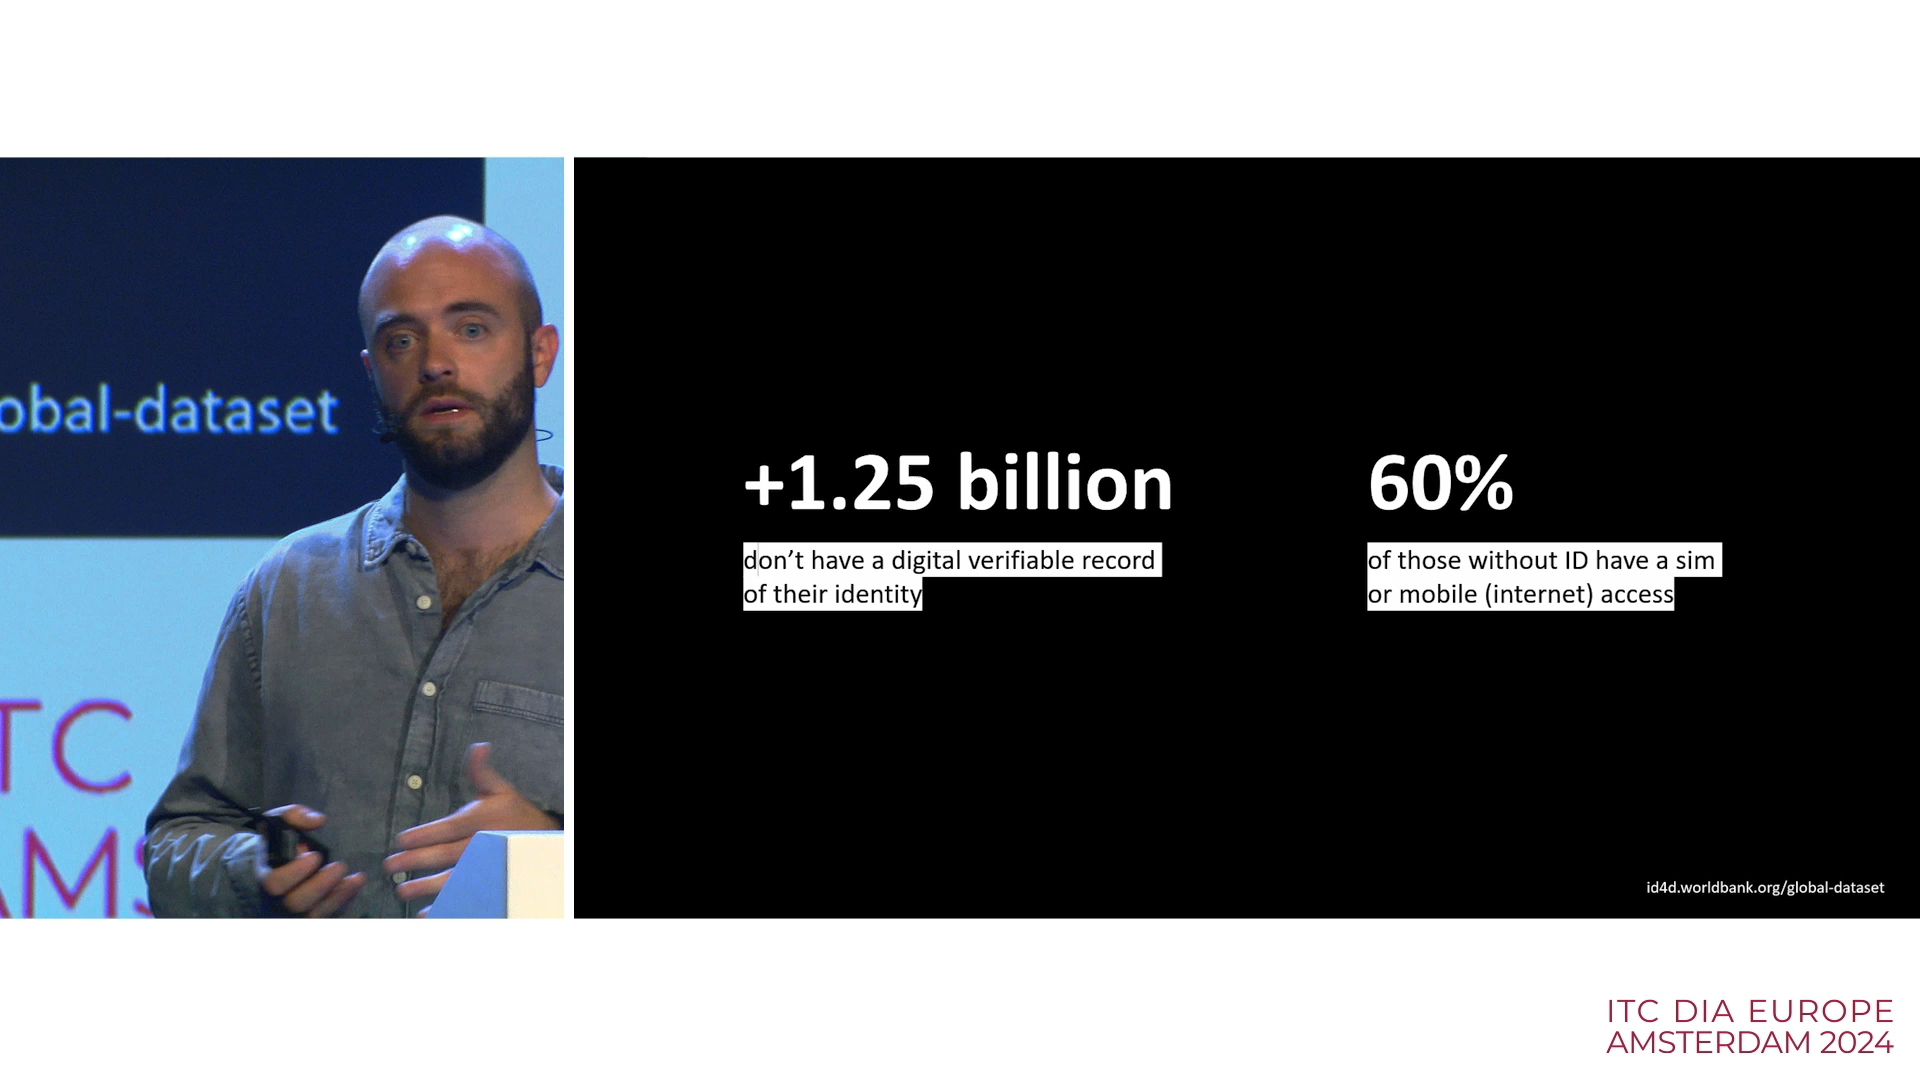 obal-dataset
TC
AMS
+1.25 billion
don't have a digital verifiable record
of their identity
60%
of those without ID have a sim
or mobile (internet) access
id4d.worldbank.org/global-dataset
ITC DIA EUROPE
AMSTERDAM 2024